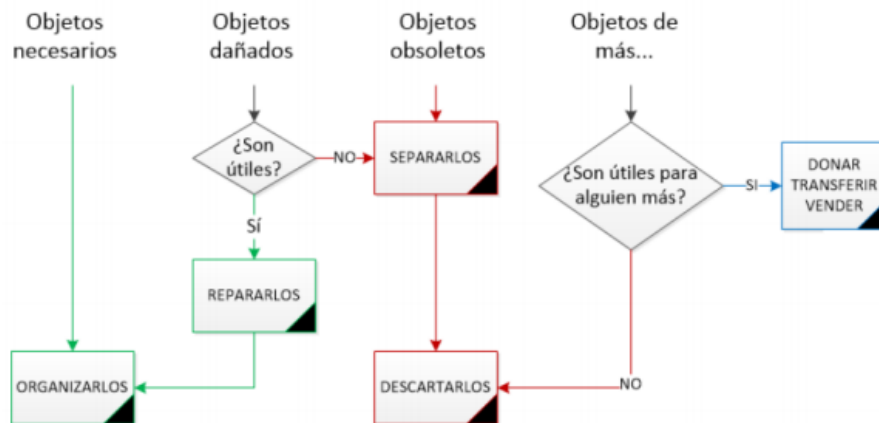 Objetos
necesarios
Objetos
dañados
Objetos
obsoletos
Objetos de
más...
¿Son
útiles?
NO
SEPARARLOS
¿Son útiles para
alguien más?
SI
DONAR
TRANSFERIR
VENDER
Sí
REPARARLOS
ORGANIZARLOS
DESCARTARLOS
NO